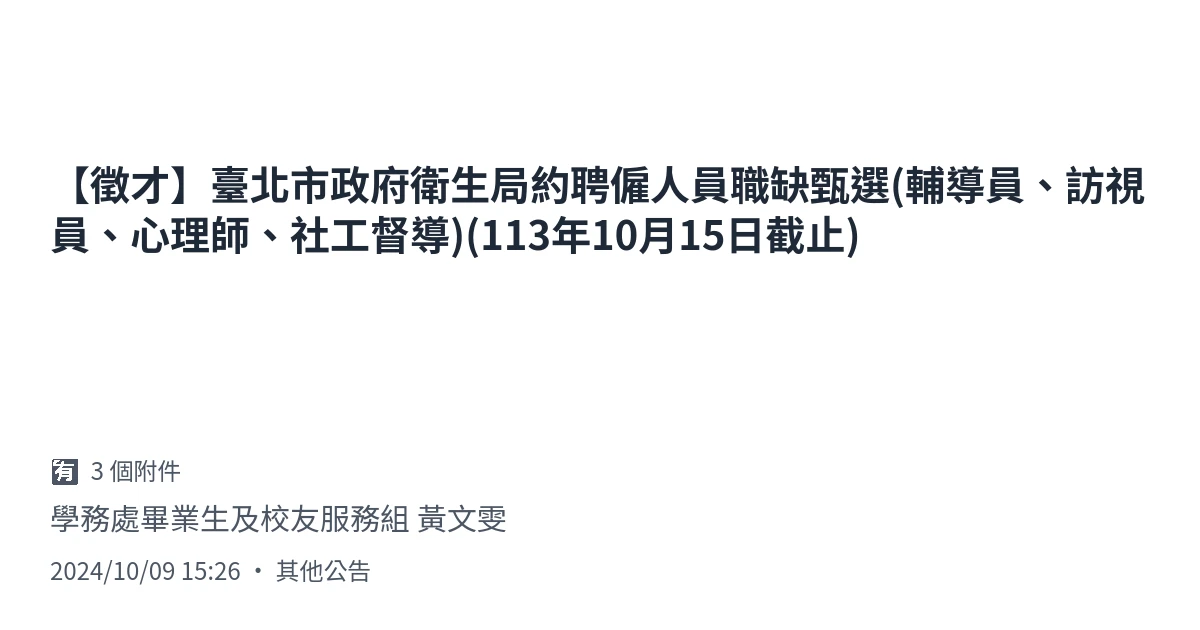 【徵才】臺北市政府衛生局約聘僱人員職缺甄選(輔導員、訪視
員、心理師、社工督導)(113年10月15日截止)
有 3 個附件
學務處畢業生及校友服務組 黃文雯
2024/10/09 15:26 · 其他公告